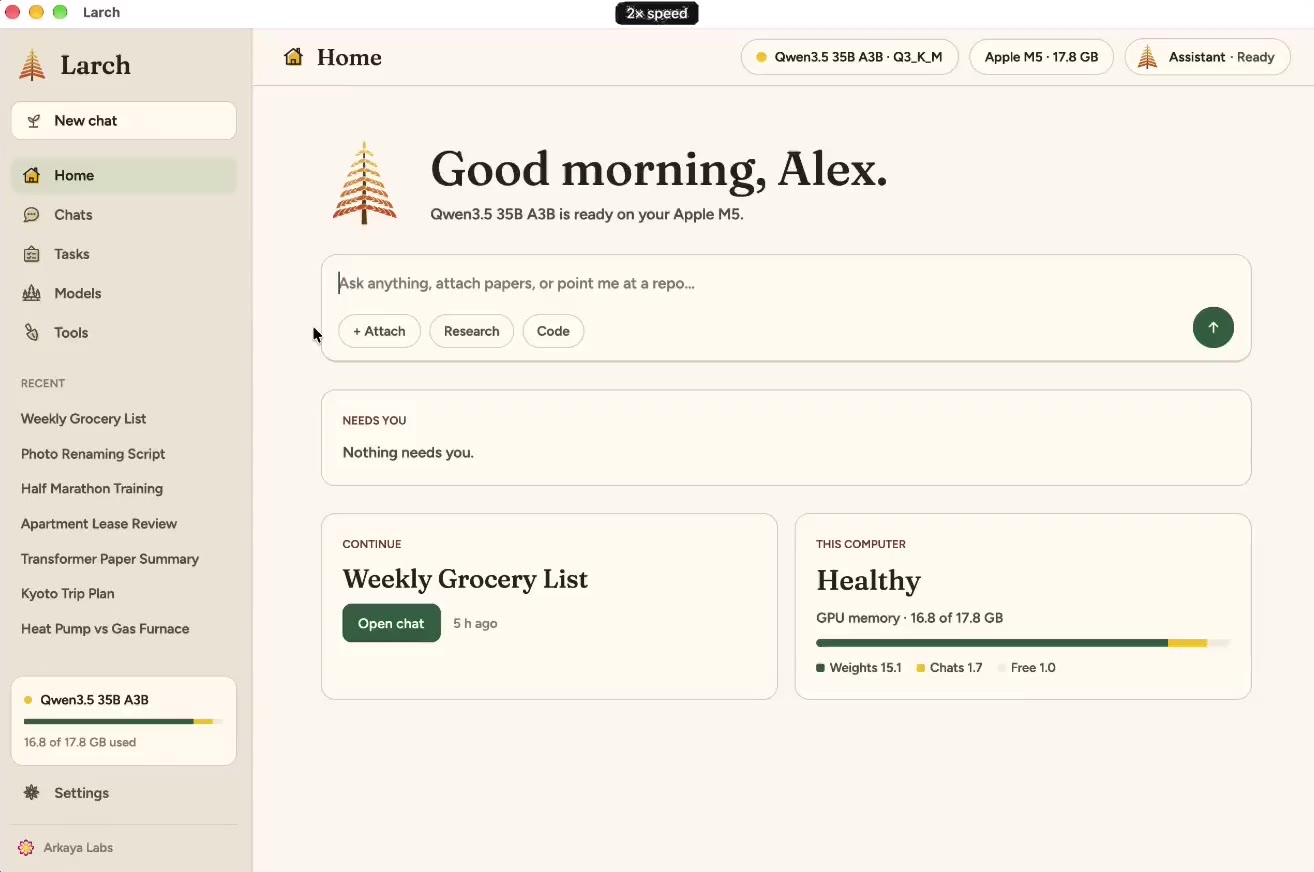 Larch
2× speed
Larch
New chat
Home
Chats
Tasks
Models
Tools
RECENT
Weekly Grocery List
Photo Renaming Script
Half Marathon Training
Apartment Lease Review
Transformer Paper Summary
Kyoto Trip Plan
Heat Pump vs Gas Furnace
Qwen3.5 35B A3B
16.8 of 17.8 GB used
Settings
Arkaya Labs
Home
Qwen3.5 35B A3B · Q3_K_M
Apple M5 · 17.8 GB
Assistant · Ready
Good morning, Alex.
Qwen3.5 35B A3B is ready on your Apple M5.
Ask anything, attach papers, or point me at a repo...
+ Attach
Research
Code
NEEDS YOU
Nothing needs you.
CONTINUE
Weekly Grocery List
Open chat
5 h ago
THIS COMPUTER
Healthy
GPU memory · 16.8 of 17.8 GB
Weights 15.1
Chats 1.7
Free 1.0